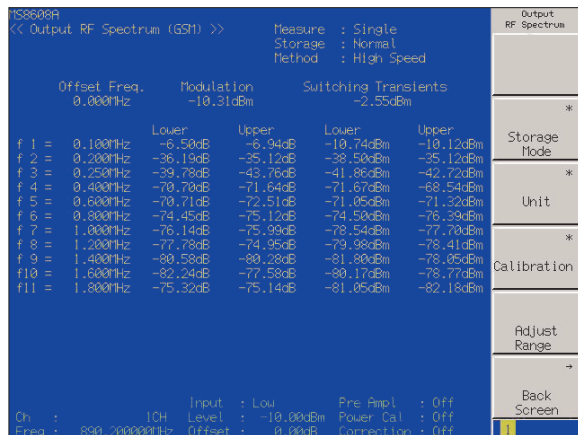 MS8608A
<< Output RF Spectrum (GSM) >> Measure : Single
Storage : Normal
Method : High Speed
Offset Freq. Modulation Switching Transients
0.000MHz -10.31dBm -2.55dBm
Lower Upper Lower Upper
f 1 = 0.100MHz -6.50dB -6.94dB -10.74dBm -10.12dBm
f 2 = 0.200MHz -36.19dB -35.12dB -38.50dBm -35.12dBm
f 3 = 0.250MHz -39.78dB -43.76dB -41.86dBm -42.72dBm
f 4 = 0.400MHz -70.70dB -71.64dB -71.67dBm -68.54dBm
f 5 = 0.600MHz -70.71dB -72.51dB -71.05dBm -71.32dBm
f 6 = 0.800MHz -74.45dB -75.12dB -74.50dBm -76.39dBm
f 7 = 1.000MHz -76.14dB -75.99dB -78.54dBm -77.70dBm
f 8 = 1.200MHz -77.78dB -74.95dB -79.98dBm -78.41dBm
f 9 = 1.400MHz -80.58dB -80.28dB -81.80dBm -78.05dBm
f10 = 1.600MHz -82.24dB -77.58dB -80.17dBm -78.77dBm
f11 = 1.800MHz -75.32dB -75.14dB -81.05dBm -82.18dBm
Input : Low Pre Ampl : Off
Ch : 1CH Level : -10.00dBm Power Cal : Off
Freq : 890.200000MHz Offset : 0.00dB Correction : Off
Output
RF Spectrum
*
Storage
Mode
*
Unit
*
Calibration
Adjust
Range
→
Back
Screen
1